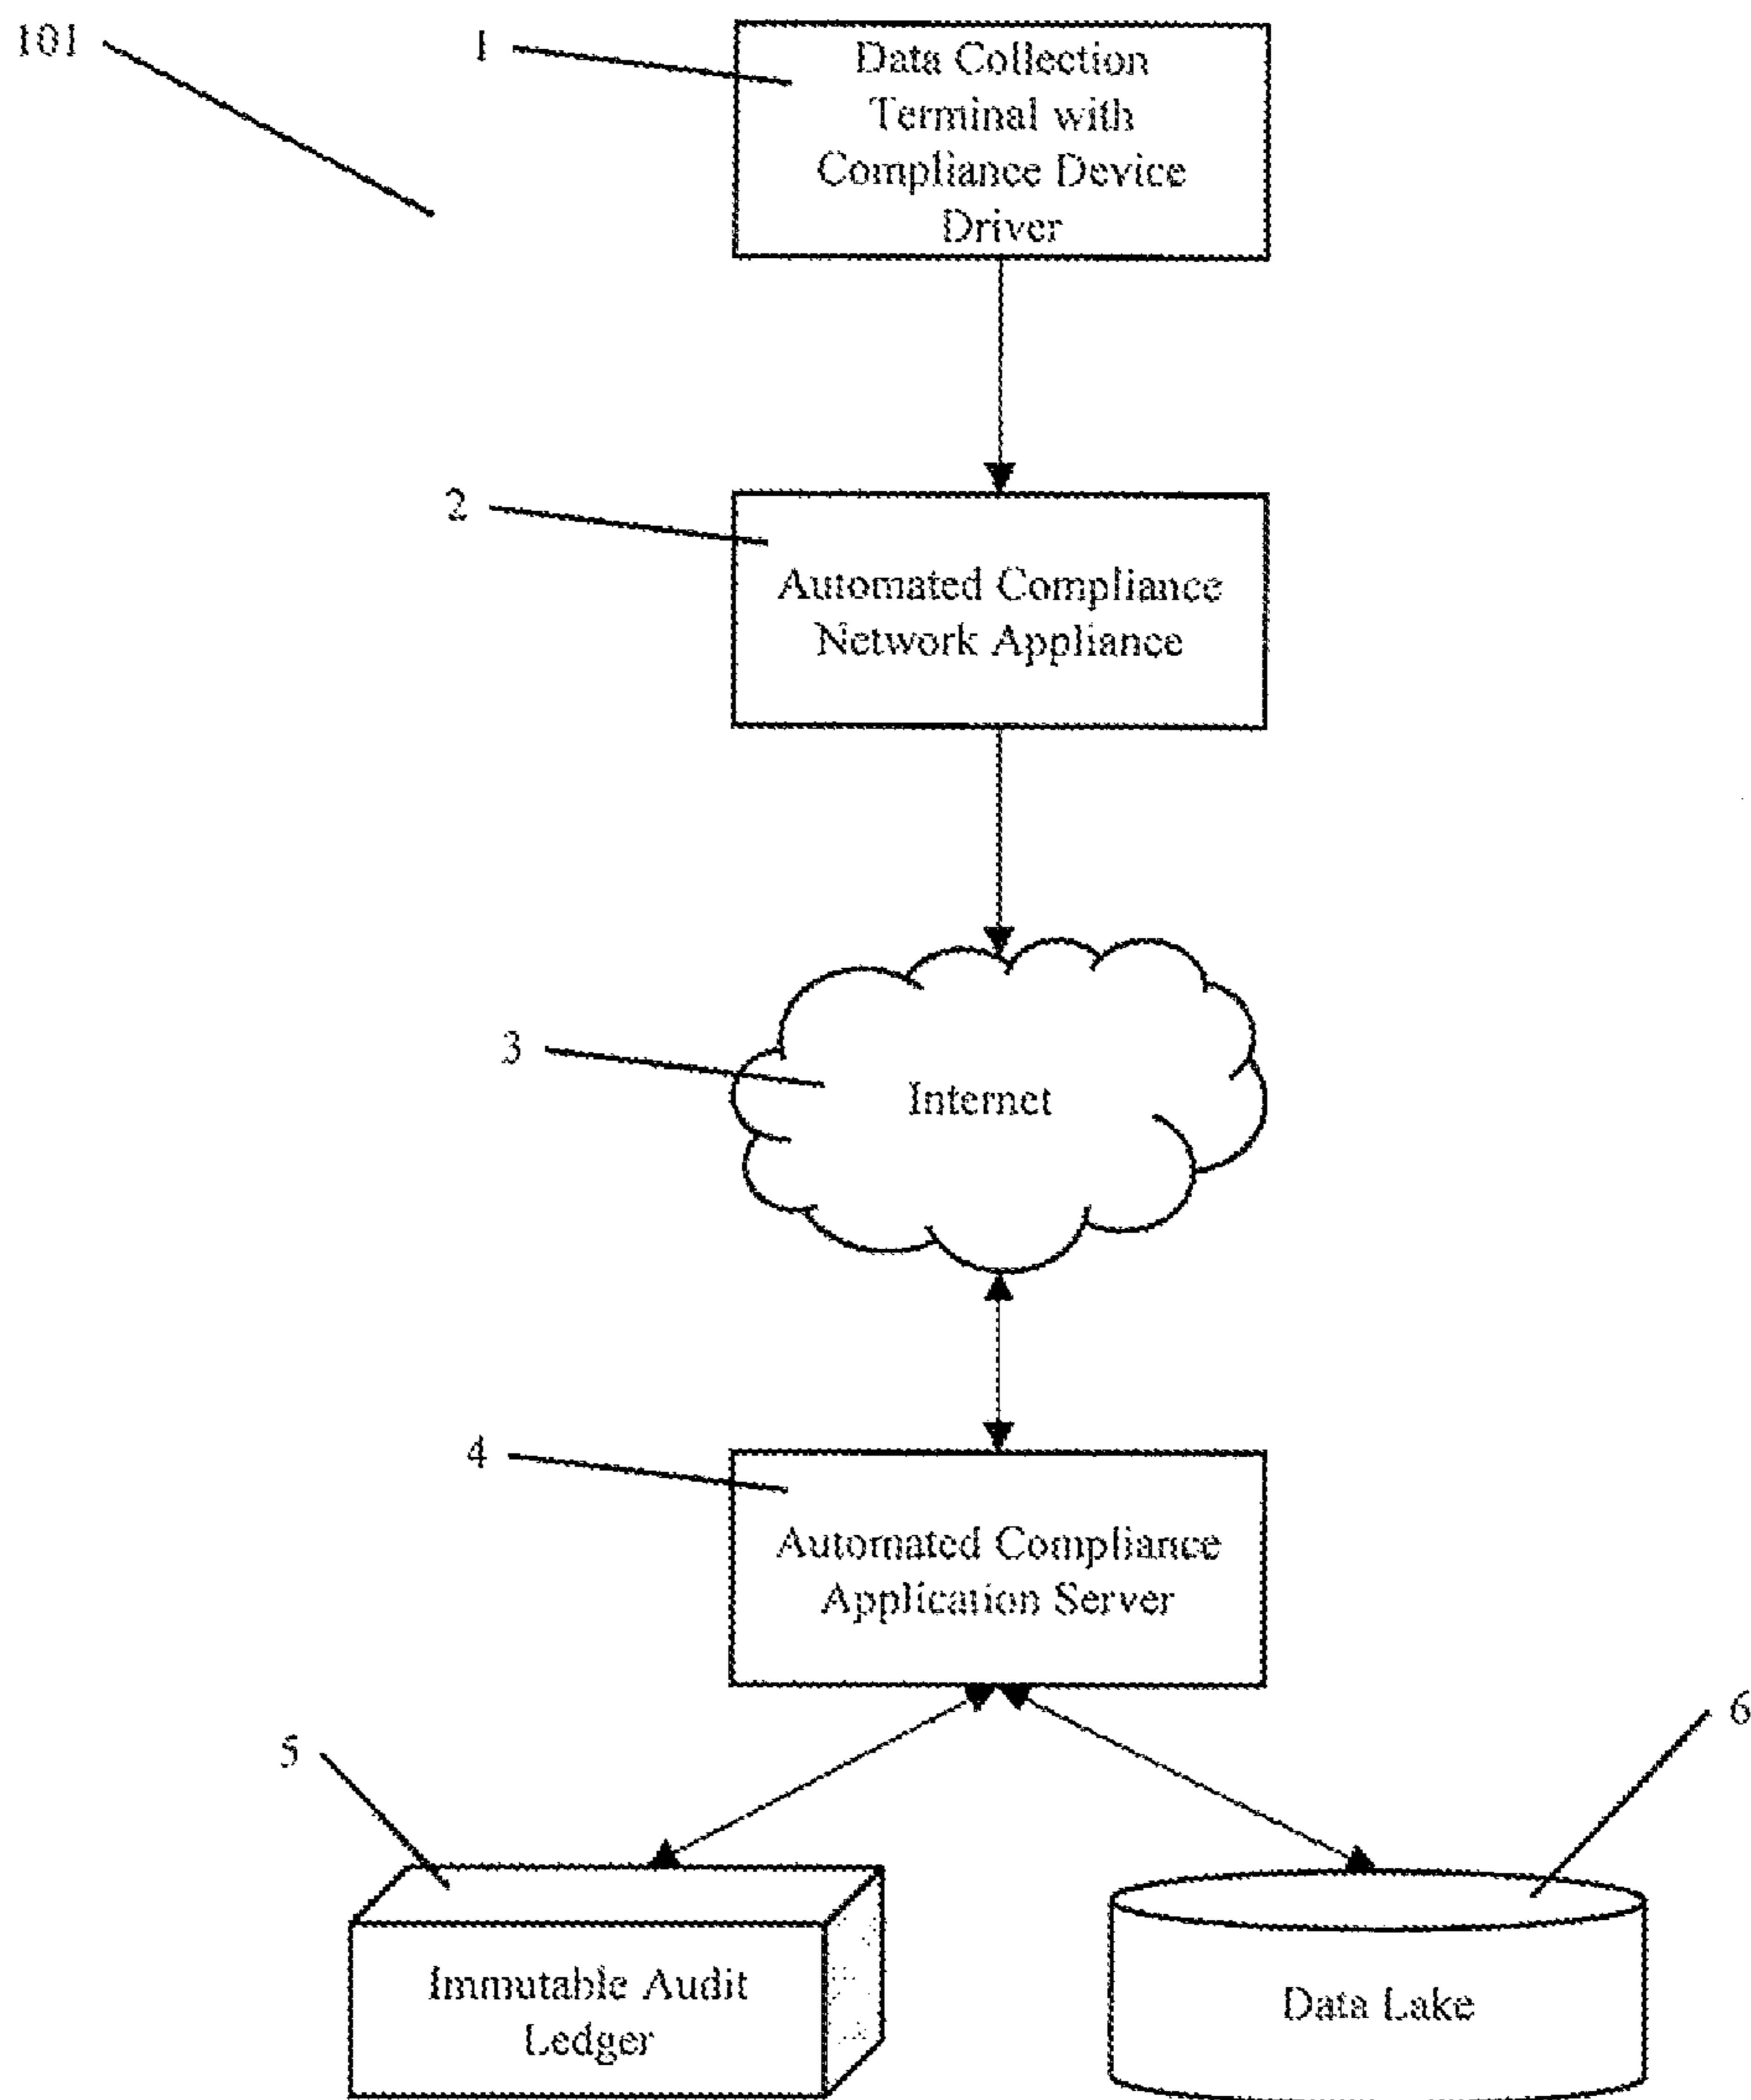 101
1
Data Collection
Terminal with
Compliance Device
Driver
2
Automated Compliance
Network Appliance
3
Internet
4
Automated Compliance
Application Server
5
6
Immutable Audit
Ledger
Data Lake